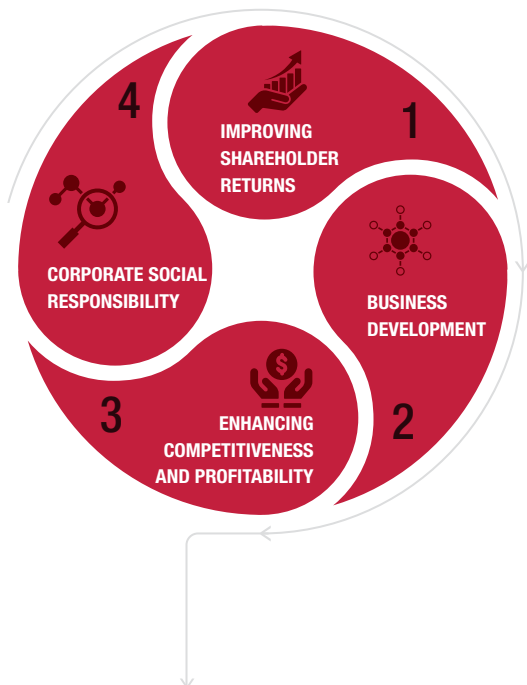 1
IMPROVING
SHAREHOLDER
RETURNS
2
BUSINESS
DEVELOPMENT
3
ENHANCING
COMPETITIVENESS
AND PROFITABILITY
$
4
CORPORATE SOCIAL
RESPONSIBILITY